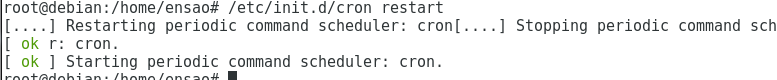 root@debian:/home/ensao# /etc/init.d/cron restart
[....] Restarting periodic command scheduler: cron[....] Stopping periodic command sch
[ ok r: cron.
[ ok ] Starting periodic command scheduler: cron.
root@debian:/home/ensao#